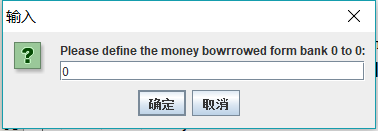 输入
Please define the money bowrrowed form bank 0 to 0:
0
确定
取消